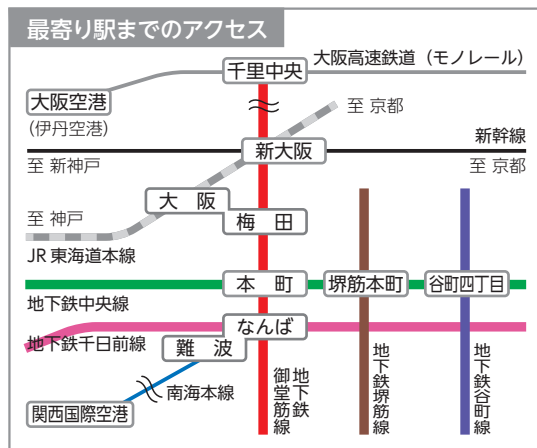 最寄り駅までのアクセス
大阪高速鉄道（モノレール）
千里中央
大阪空港
(伊丹空港)
至 京都
新幹線
新大阪
至 新神戸
至 京都
大　阪
至 神戸
梅　田
JR 東海道本線
本　町
堺筋本町
谷町四丁目
地下鉄中央線
なんば
地下鉄千日前線
難　波
南海本線
関西国際空港
地下鉄
御堂筋線
地下鉄堺筋線
地下鉄谷町線